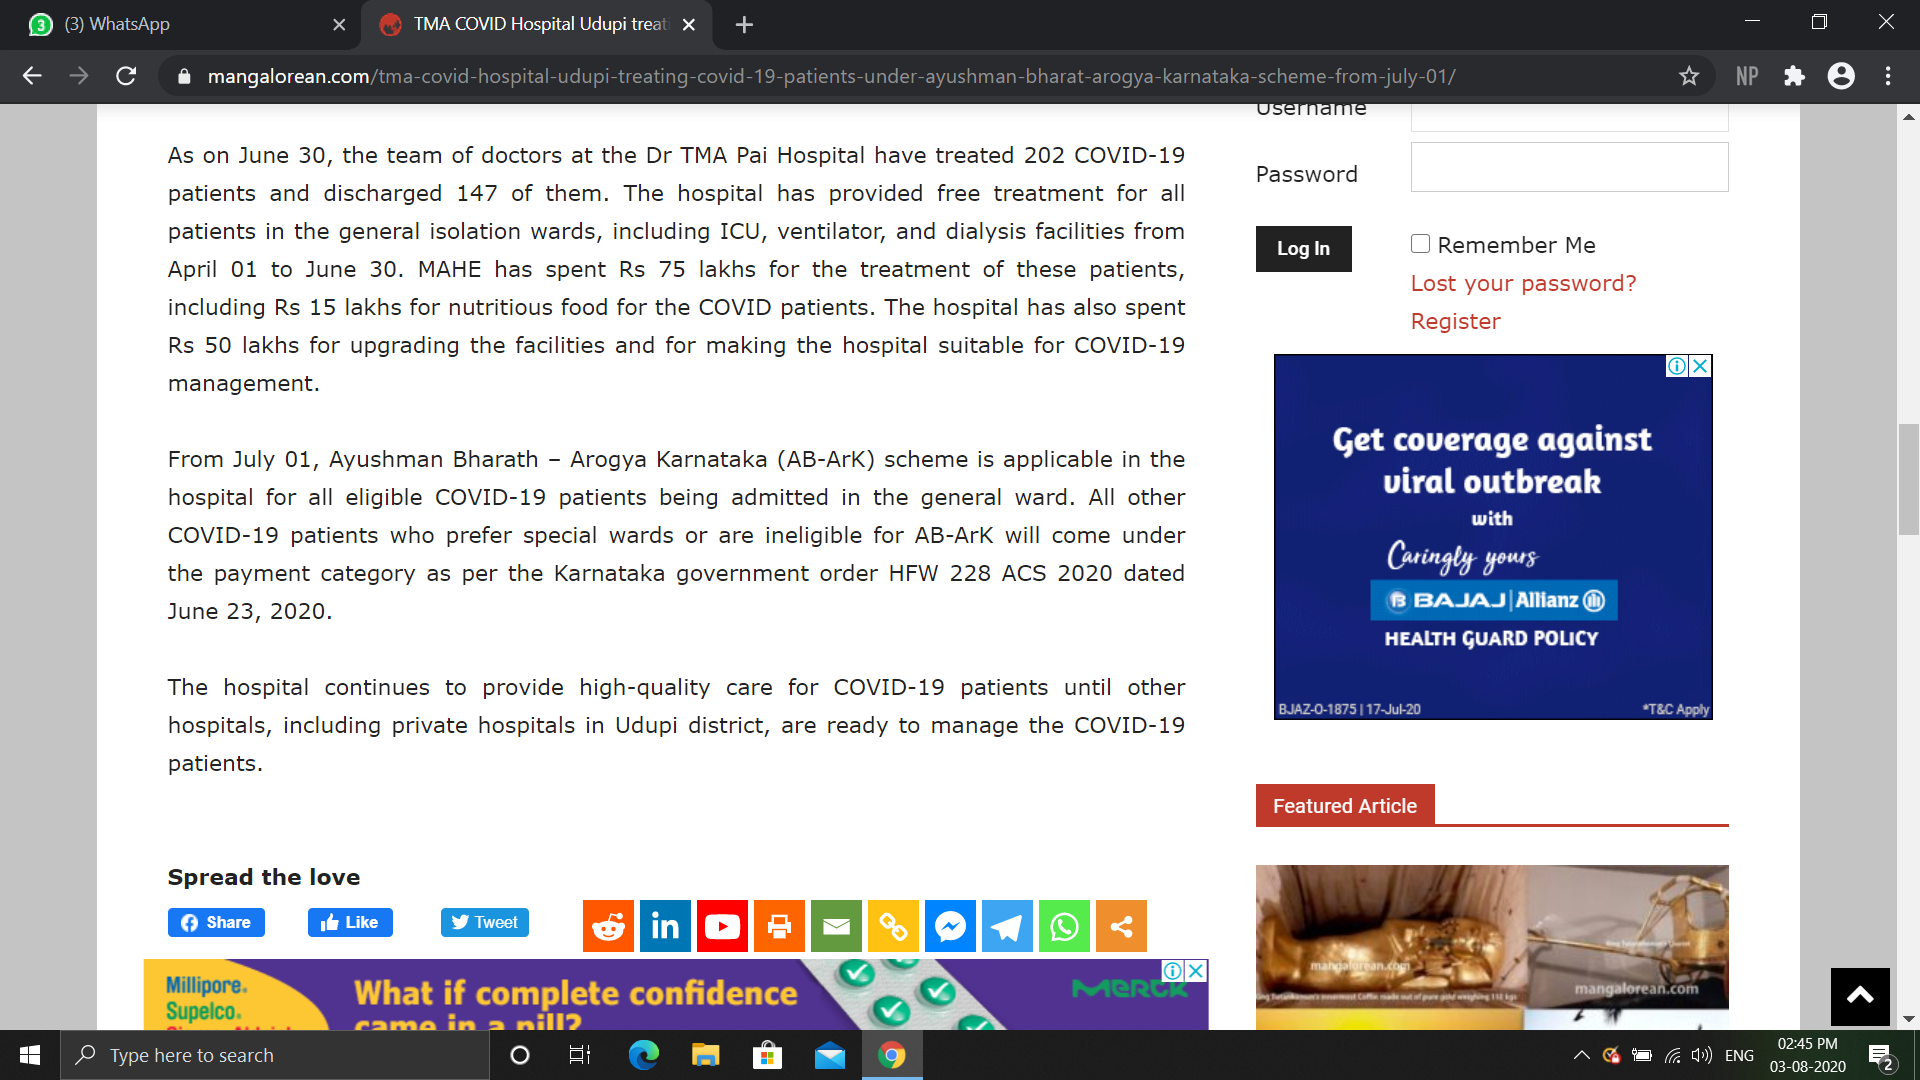 (3) WhatsApp
TMA COVID Hospital Udupi treati
mangalorean.com/tma-covid-hospital-udupi-treating-covid-19-patients-under-ayushman-bharat-arogya-karnataka-scheme-from-july-01/
NP
As on June 30, the team of doctors at the Dr TMA Pai Hospital have treated 202 COVID-19
patients and discharged 147 of them. The hospital has provided free treatment for all
patients in the general isolation wards, including ICU, ventilator, and dialysis facilities from
April 01 to June 30. MAHE has spent Rs 75 lakhs for the treatment of these patients,
including Rs 15 lakhs for nutritious food for the COVID patients. The hospital has also spent
Rs 50 lakhs for upgrading the facilities and for making the hospital suitable for COVID-19
management.
From July 01, Ayushman Bharath – Arogya Karnataka (AB-ArK) scheme is applicable in the
hospital for all eligible COVID-19 patients being admitted in the general ward. All other
COVID-19 patients who prefer special wards or are ineligible for AB-ArK will come under
the payment category as per the Karnataka government order HFW 228 ACS 2020 dated
June 23, 2020.
The hospital continues to provide high-quality care for COVID-19 patients until other
hospitals, including private hospitals in Udupi district, are ready to manage the COVID-19
patients.
Spread the love
Share
Like
Tweet
Millipore.
Supelco.
What if complete confidence
came in a pill?
MERCK
Username
Password
Log In
Remember Me
Lost your password?
Register
Get coverage against
viral outbreak
with
Caringly yours
BAJAJ Allianz
HEALTH GUARD POLICY
BJAZ-O-1875 | 17-Jul-20
*T&C Apply
Featured Article
mangalorean.com
mangalorean.com
Type here to search
ENG
02:45 PM
03-08-2020
2